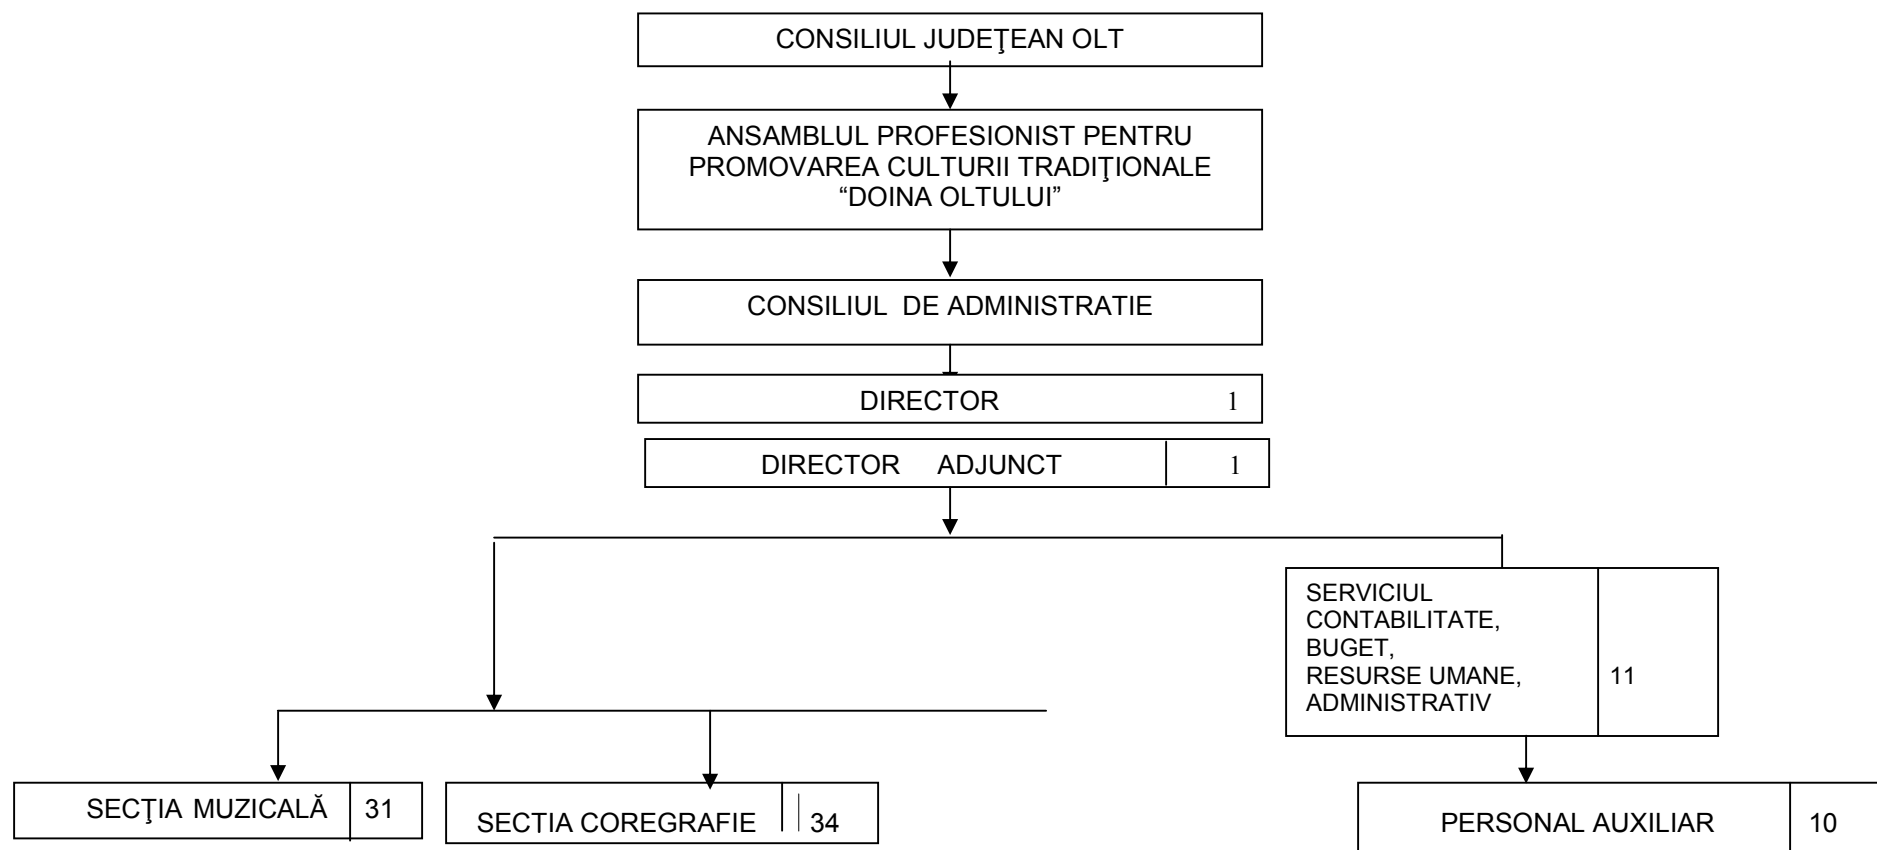 CONSILIUL JUDEŢEAN OLT
ANSAMBLUL PROFESIONIST PENTRU
PROMOVAREA CULTURII TRADIŢIONALE
“DOINA OLTULUI”
CONSILIUL DE ADMINISTRATIE
DIRECTOR 1
DIRECTOR ADJUNCT 1
SERVICIUL
CONTABILITATE,
BUGET,
RESURSE UMANE, 11
ADMINISTRATIV
SECŢIA MUZICALĂ 31
SECTIA COREGRAFIE 34
PERSONAL AUXILIAR 10